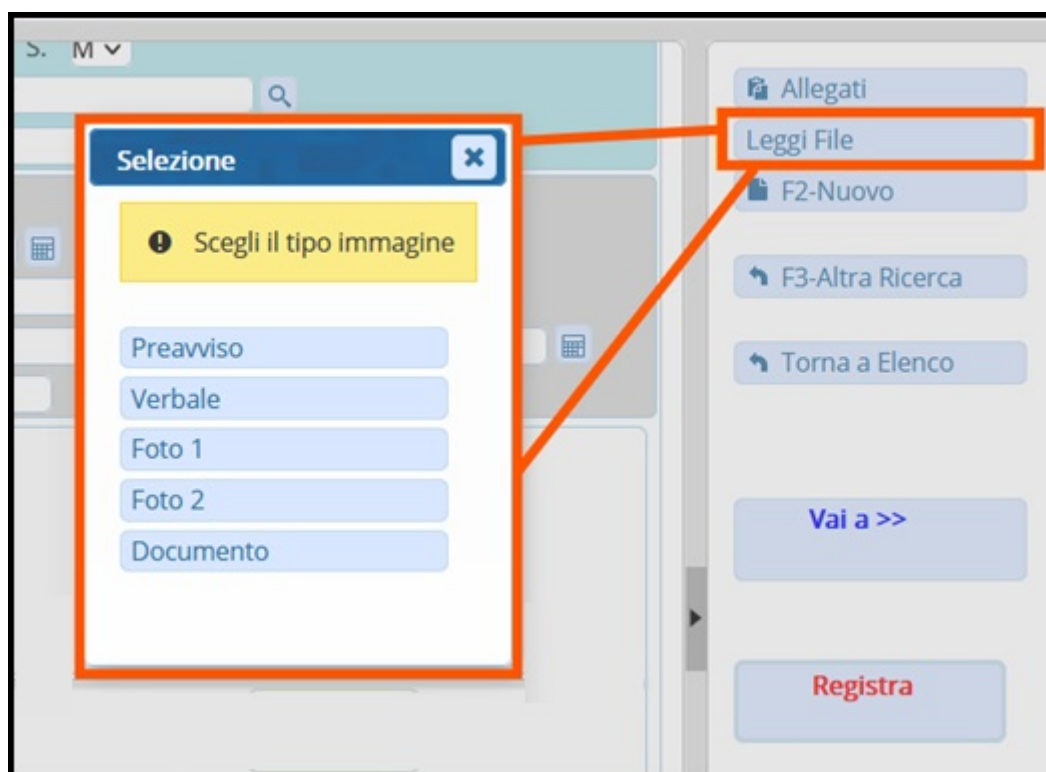 S. M
Selezione
Scegli il tipo immagine
Preavviso
Verbale
Foto 1
Foto 2
Documento
Allegati
Leggi File
F2-Nuovo
F3-Altra Ricerca
Torna a Elenco
Vai a >>
Registra